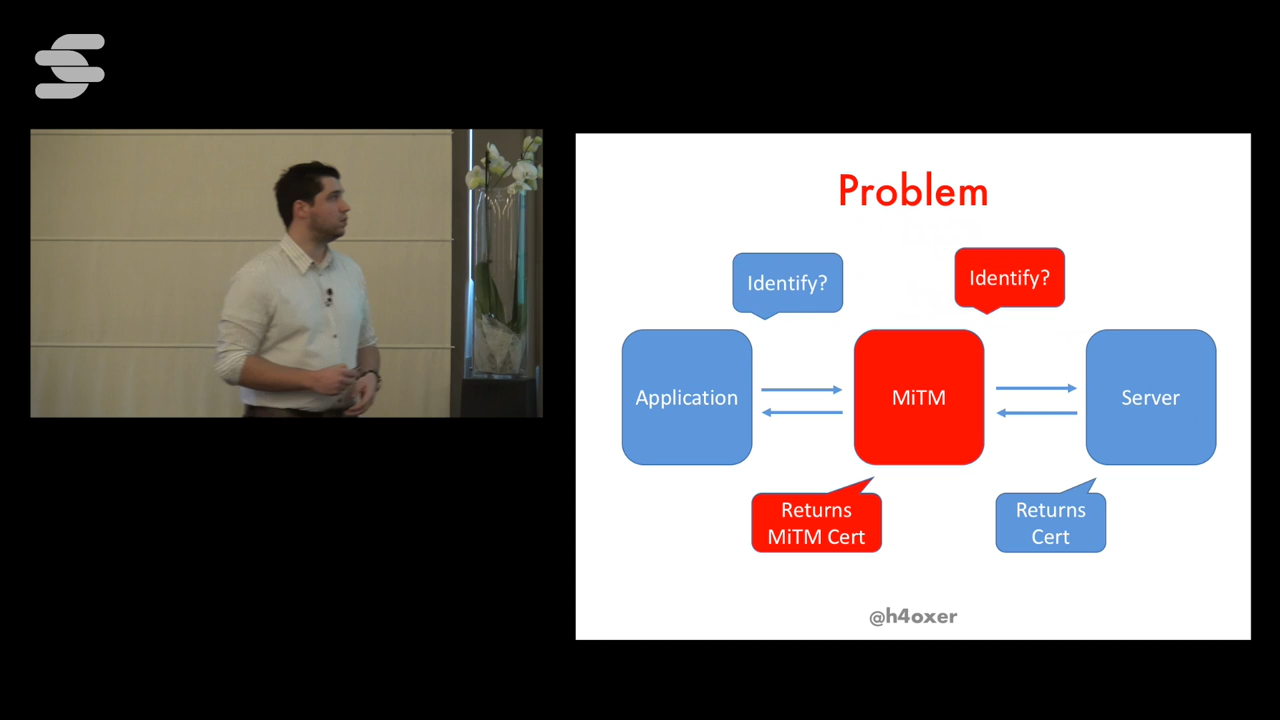 Problem
Identify?
Identify?
Application
MiTM
Server
Returns
MiTM Cert
Returns
Cert
@h4oxer